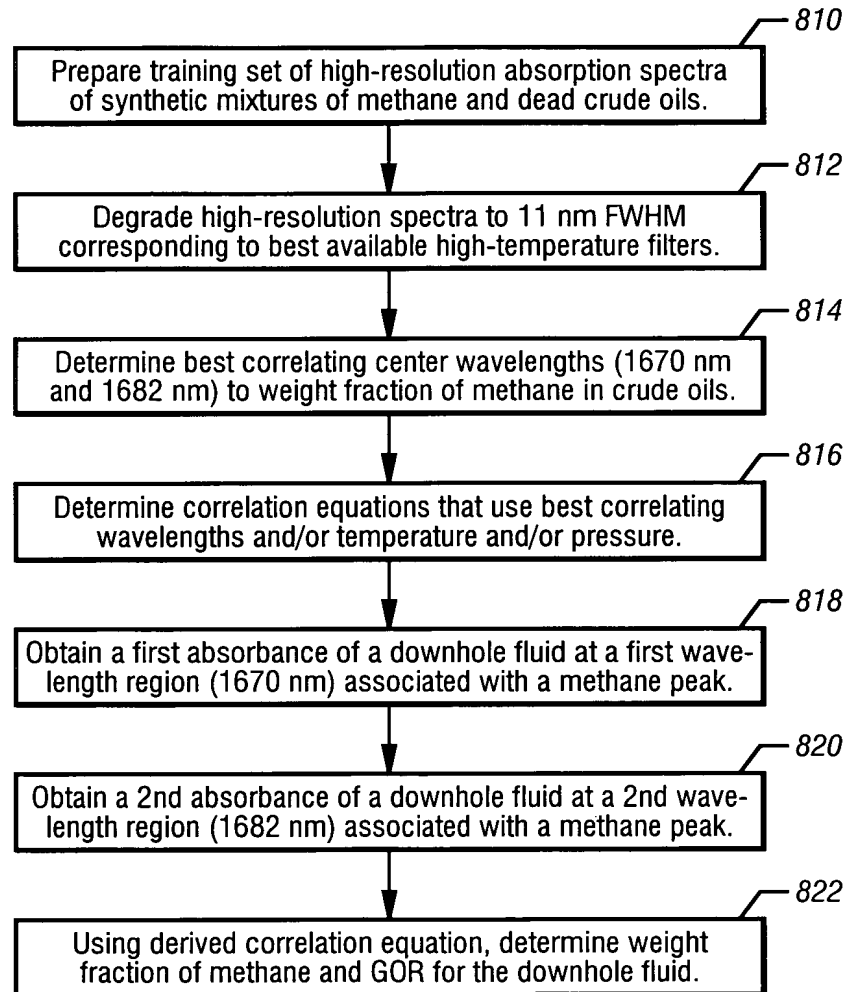 810
Prepare training set of high-resolution absorption spectra
of synthetic mixtures of methane and dead crude oils.
812
Degrade high-resolution spectra to 11 nm FWHM
corresponding to best available high-temperature filters.
814
Determine best correlating center wavelengths (1670 nm
and 1682 nm) to weight fraction of methane in crude oils.
816
Determine correlation equations that use best correlating
wavelengths and/or temperature and/or pressure.
818
Obtain a first absorbance of a downhole fluid at a first wave-
length region (1670 nm) associated with a methane peak.
820
Obtain a 2nd absorbance of a downhole fluid at a 2nd wave-
length region (1682 nm) associated with a methane peak.
822
Using derived correlation equation, determine weight
fraction of methane and GOR for the downhole fluid.